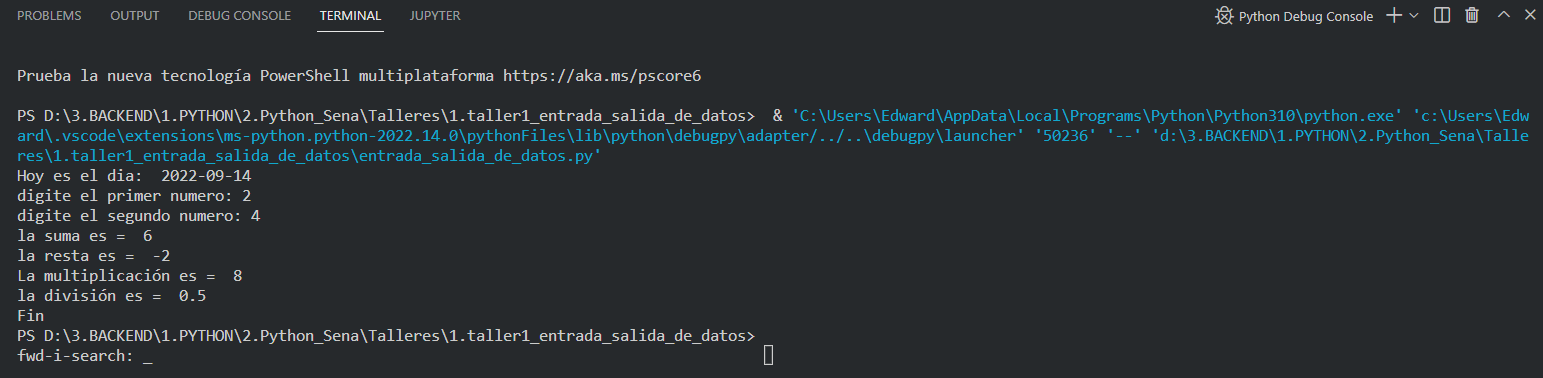 PROBLEMS OUTPUT DEBUG CONSOLE TERMINAL JUPYTER Python Debug Console
Prueba la nueva tecnología PowerShell multiplataforma https://aka.ms/pscore6
PS D:\3.BACKEND\1.PYTHON\2.Python_Sena\Talleres\1.taller1_entrada_salida_de_datos>  & 'C:\Users\Edward\AppData\Local\Programs\Python\Python310\python.exe' 'c:\Users\Edw
ard\.vscode\extensions\ms-python.python-2022.14.0\pythonFiles\lib\python\debugpy\adapter/../..\debugpy\launcher' '50236' '--' 'd:\3.BACKEND\1.PYTHON\2.Python_Sena\Talle
res\1.taller1_entrada_salida_de_datos\entrada_salida_de_datos.py'
Hoy es el dia:  2022-09-14
digite el primer numero: 2
digite el segundo numero: 4
la suma es =  6
la resta es =  -2
La multiplicación es =  8
la división es =  0.5
Fin
PS D:\3.BACKEND\1.PYTHON\2.Python_Sena\Talleres\1.taller1_entrada_salida_de_datos>
fwd-i-search: _